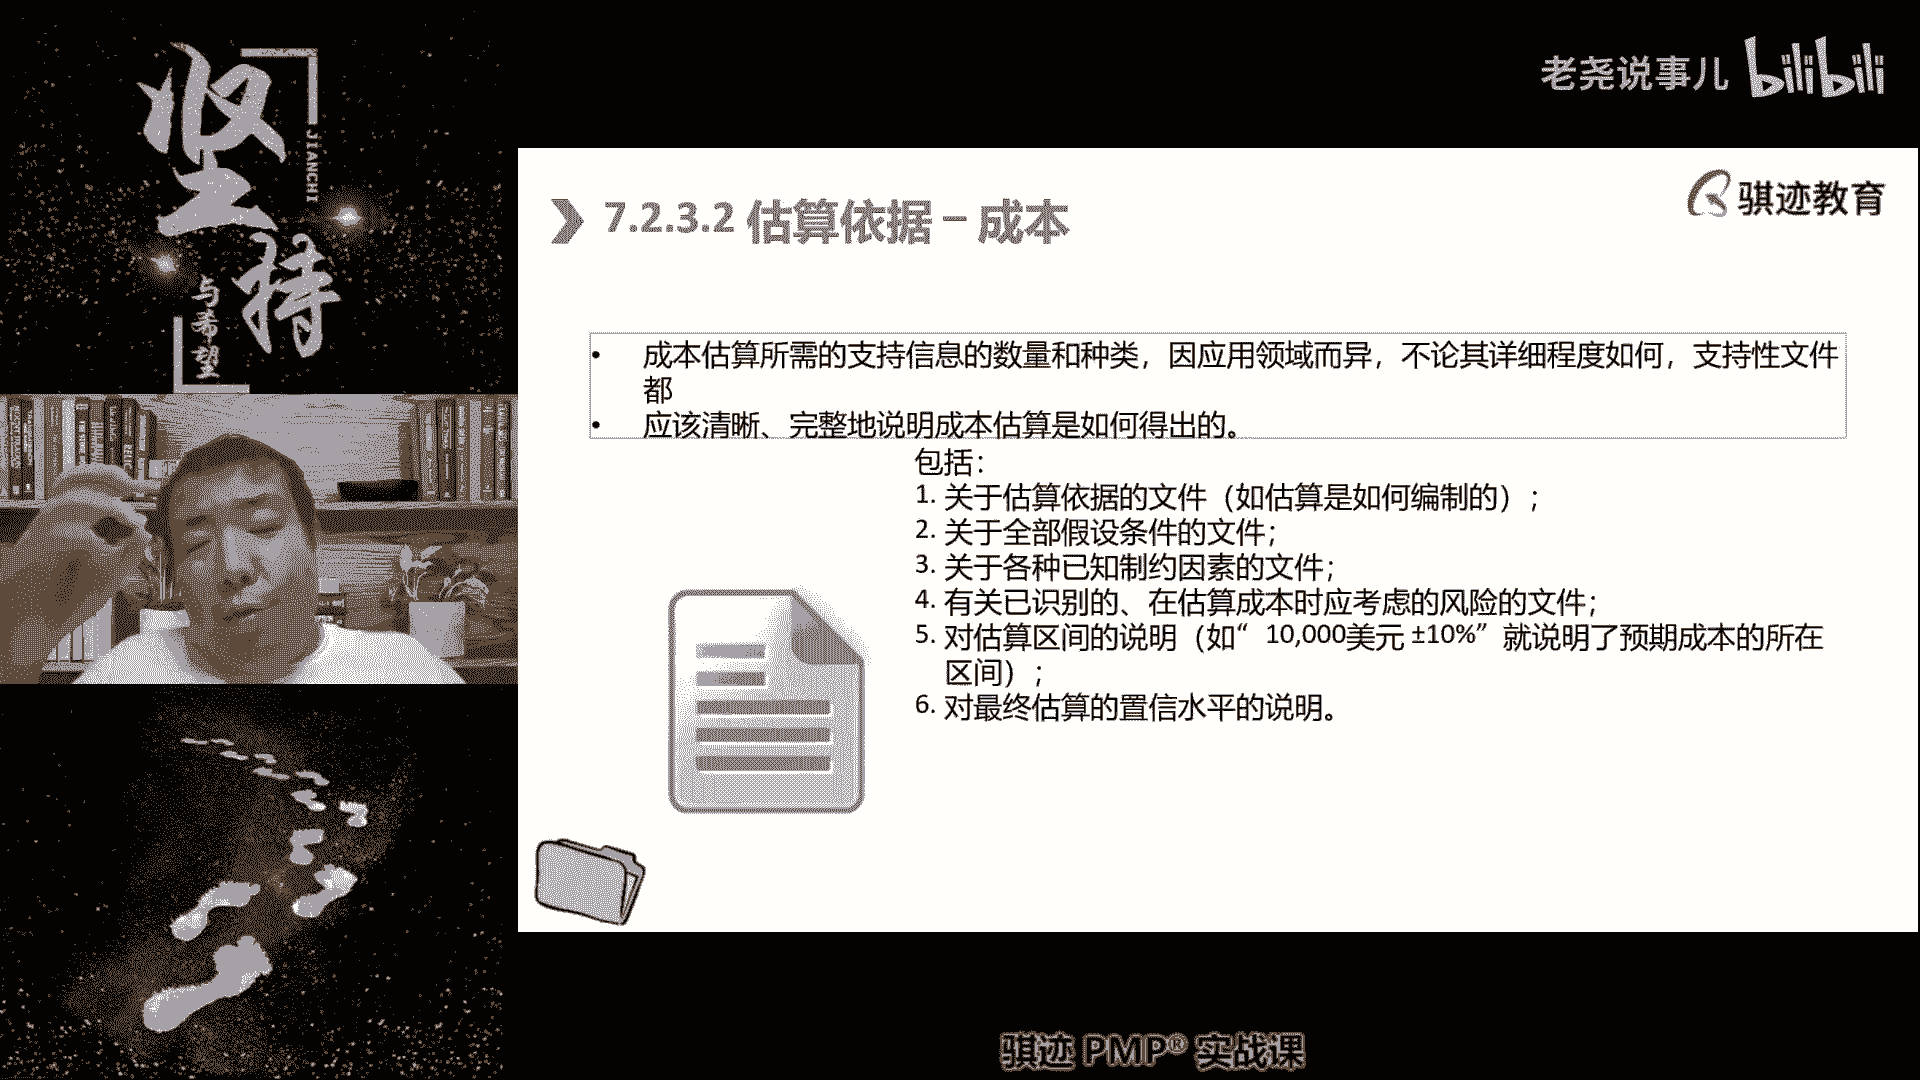 坚持
JIANCHI
与希望
老尧说事儿 bilibili
骐迹教育
7.2.3.2 估算依据 – 成本
• 成本估算所需的支持信息的数量和种类，因应用领域而异，不论其详细程度如何，支持性文件
都
• 应该清晰、完整地说明成本估算是如何得出的。
包括：
1. 关于估算依据的文件（如估算是如何编制的）；
2. 关于全部假设条件的文件；
3. 关于各种已知制约因素的文件；
4. 有关已识别的、在估算成本时应考虑的风险的文件；
5. 对估算区间的说明（如“ 10,000美元 ±10%”就说明了预期成本的所在
区间）；
6. 对最终估算的置信水平的说明。
骐迹 PMP® 实战课